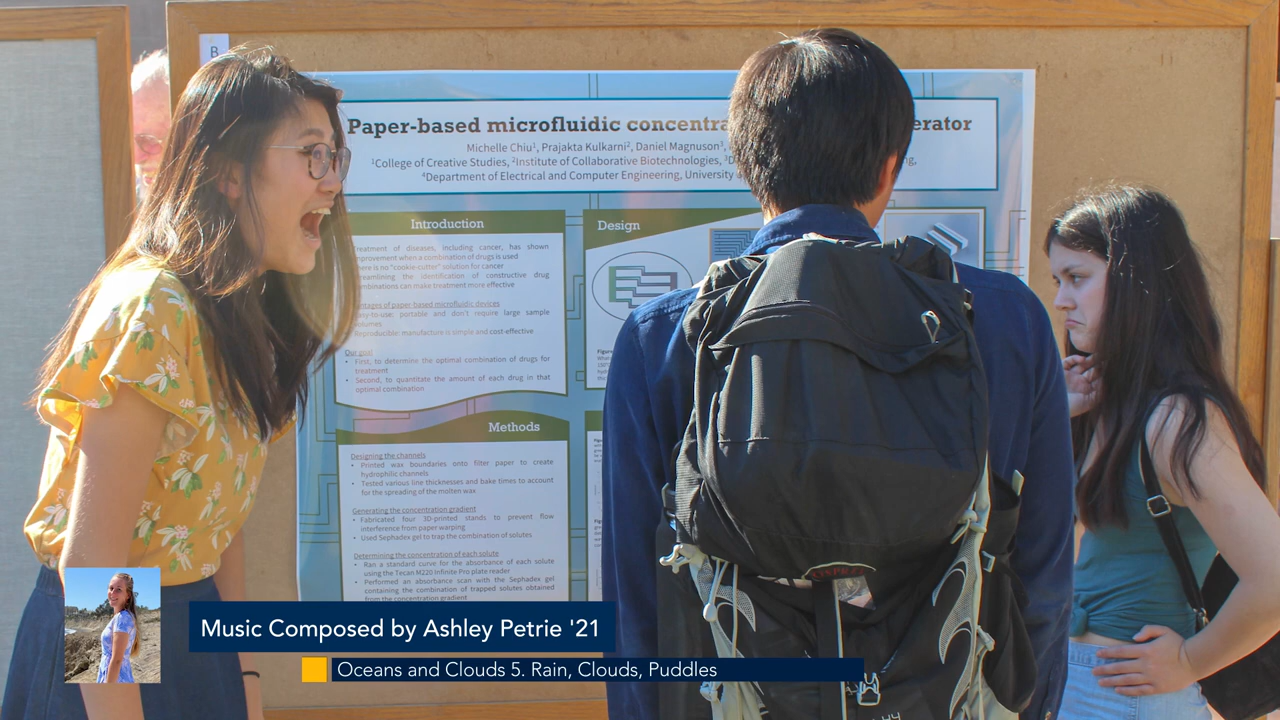 B
Paper-based microfluidic concentra erator
Michelle Chiu¹, Prajakta Kulkarni², Daniel Magnuson³,
¹College of Creative Studies, ²Institute of Collaborative Biotechnologies, ³D
⁴Department of Electrical and Computer Engineering, University
Introduction
Treatment of diseases, including cancer, has shown
improvement when a combination of drugs is used
here is no "cookie-cutter" solution for cancer
eamlining the identification of constructive drug
mbinations can make treatment more effective
ntages of paper-based microfluidic devices
asy-to-use: portable and don't require large sample
olumes
Reproducible: manufacture is simple and cost-effective
Our goal
• First, to determine the optimal combination of drugs for
treatment
• Second, to quantitate the amount of each drug in that
optimal combination
Design
Methods
Designing the channels
• Printed wax boundaries onto filter paper to create
hydrophilic channels
• Tested various line thicknesses and bake times to account
for the spreading of the molten wax
Generating the concentration gradient
• Fabricated four 3D-printed stands to prevent flow
interference from paper warping
• Used Sephadex gel to trap the combination of solutes
Determining the concentration of each solute
• Ran a standard curve for the absorbance of each solute
using the Tecan M220 Infinite Pro plate reader
• Performed an absorbance scan with the Sephadex gel
containing the combination of trapped solutes obtained
from the concentration gradient
OSPREY
Music Composed by Ashley Petrie '21
Oceans and Clouds 5. Rain, Clouds, Puddles